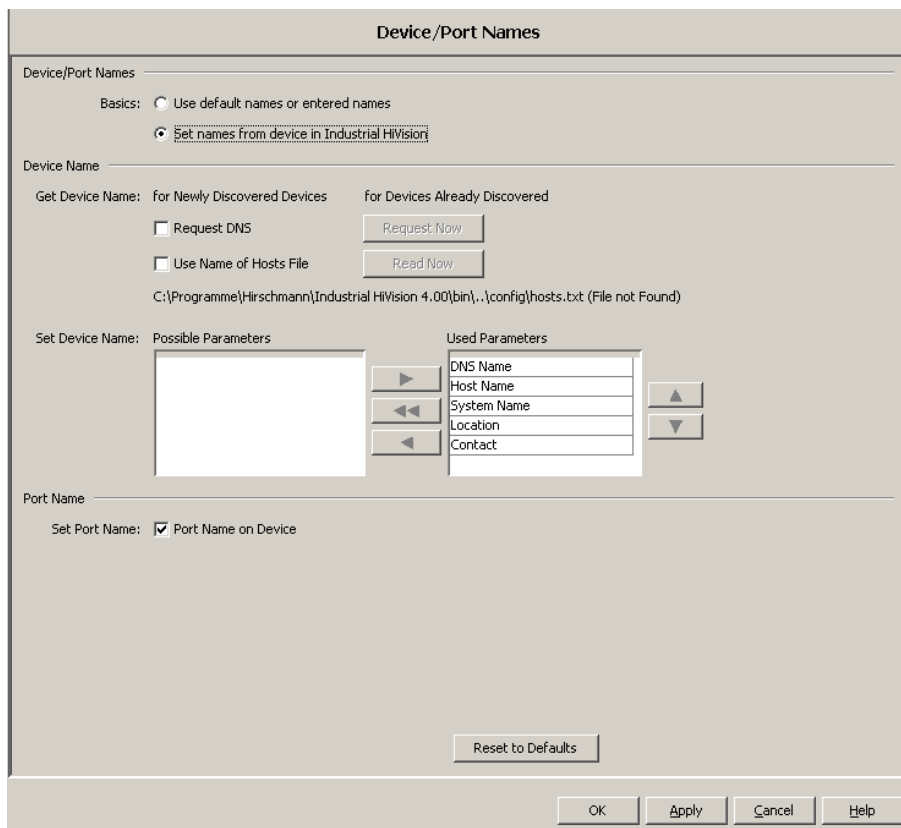 Device/Port Names
Device/Port Names
Basics: Use default names or entered names
Set names from device in Industrial HiVision
Device Name
Get Device Name: for Newly Discovered Devices for Devices Already Discovered
Request DNS Request Now
Use Name of Hosts File Read Now
C:\Programme\Hirschmann\Industrial HiVision 4.00\bin\..\config\hosts.txt (File not Found)
Set Device Name: Possible Parameters Used Parameters
DNS Name
Host Name
System Name
Location
Contact
Port Name
Set Port Name: Port Name on Device
Reset to Defaults
OK Apply Cancel Help